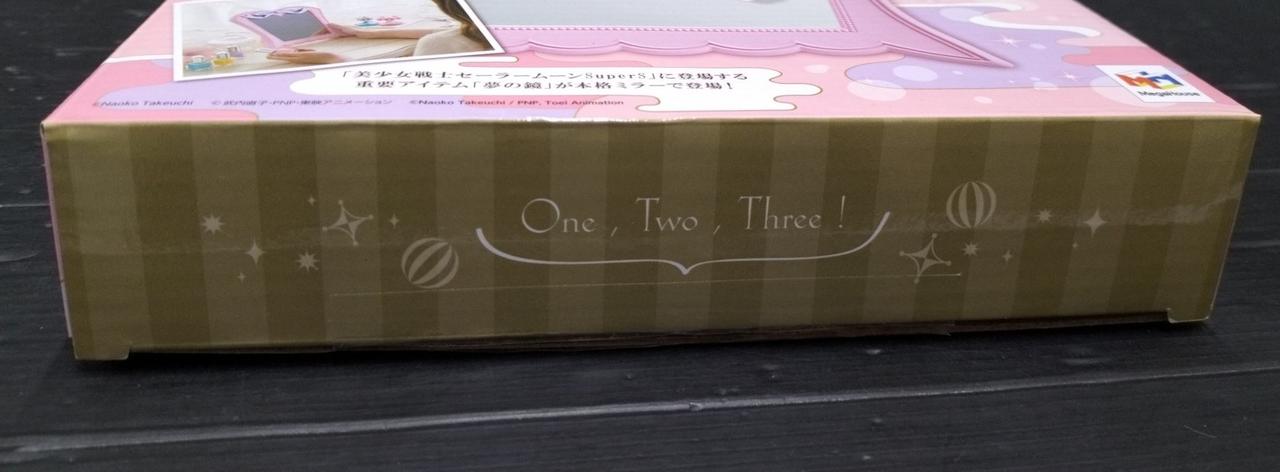 「美少女戦士セーラームーンSuperS」に登場する
重要アイテム「夢の鏡」が本格ミラーで登場!
©Naoko Takeuchi © 武内直子・PNP・東映アニメーション ©Naoko Takeuchi / PNP, Toei Animation
MegaHouse
One , Two , Three !